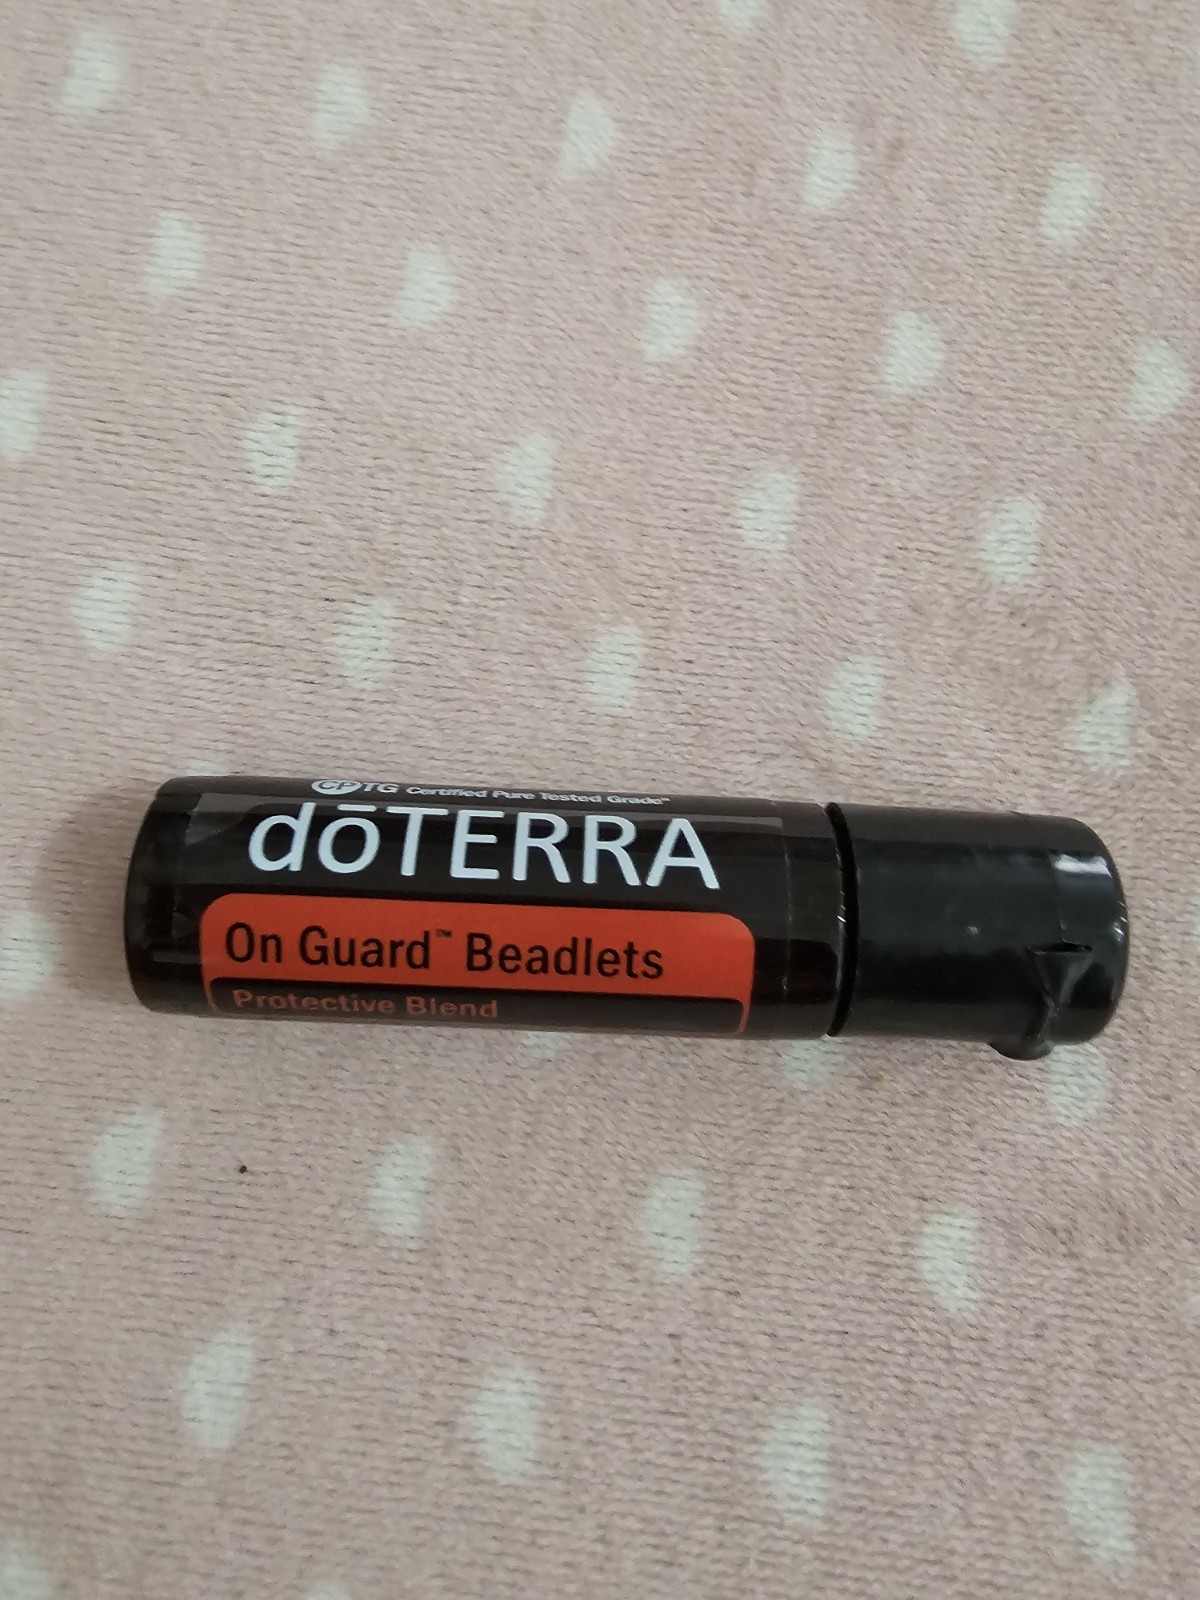 CPTG Certified Pure Tested Grade™
dōTERRA
On Guard™ Beadlets
Protective Blend